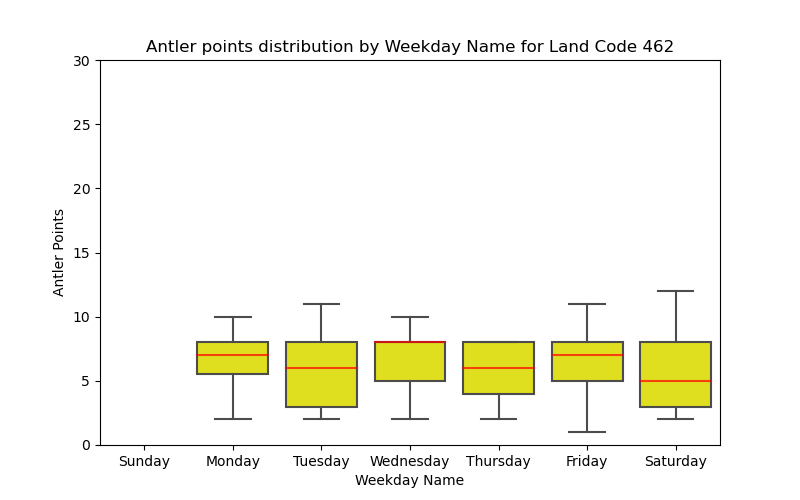 Antler points distribution by Weekday Name for Land Code 462
30
25
20
15
10
5
0
Antler Points
Sunday Monday Tuesday Wednesday Thursday Friday Saturday
Weekday Name